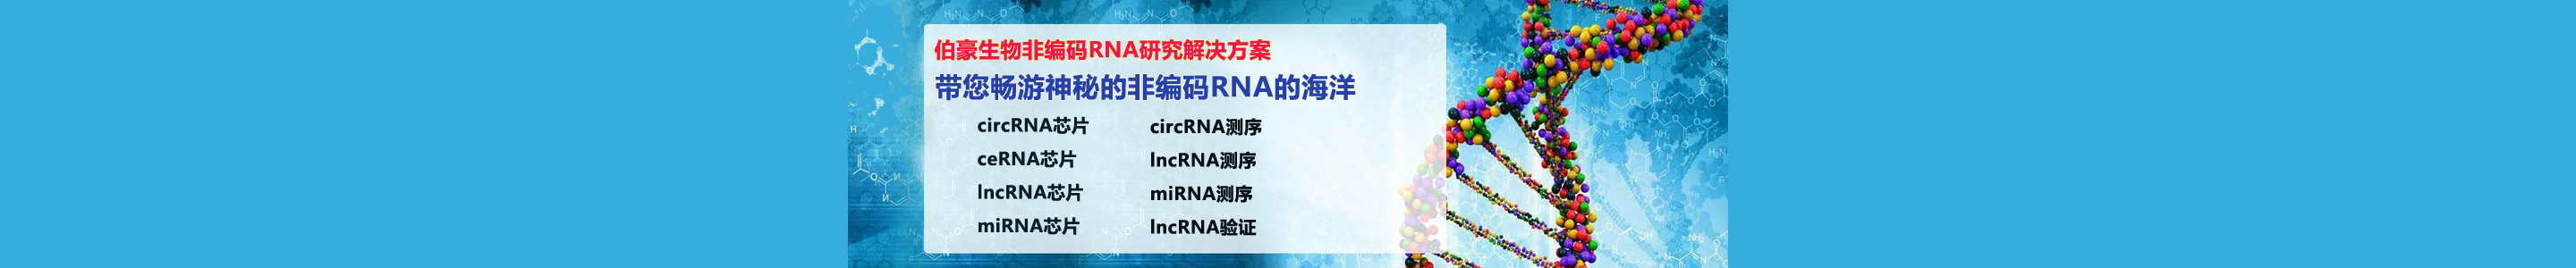 伯豪生物非编码RNA研究解决方案
带您畅游神秘的非编码RNA的海洋
circRNA芯片 circRNA测序
ceRNA芯片 lncRNA测序
lncRNA芯片 miRNA测序
miRNA芯片 lncRNA验证